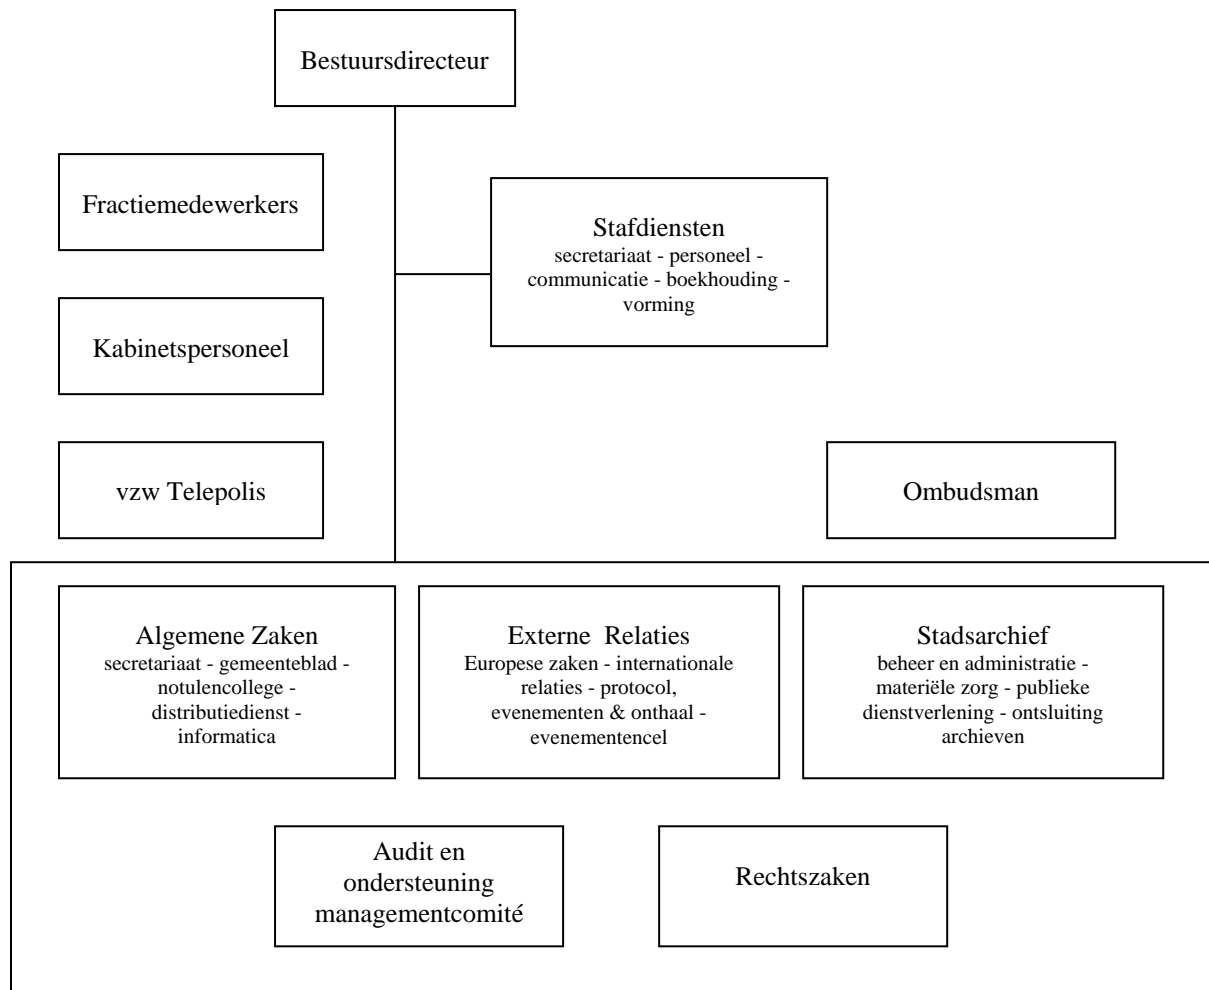 Bestuursdirecteur
Fractiemedewerkers
Stafdiensten
secretariaat - personeel -
communicatie - boekhouding -
vorming
Kabinetspersoneel
vzw Telepolis
Ombudsman
Algemene Zaken
secretariaat - gemeenteblad -
notulencollege -
distributiedienst -
informatica
Externe Relaties
Europese zaken - internationale
relaties - protocol,
evenementen & onthaal -
evenementencel
Stadsarchief
beheer en administratie -
materiële zorg - publieke
dienstverlening - ontsluiting
archieven
Audit en
ondersteuning
managementcomité
Rechtszaken